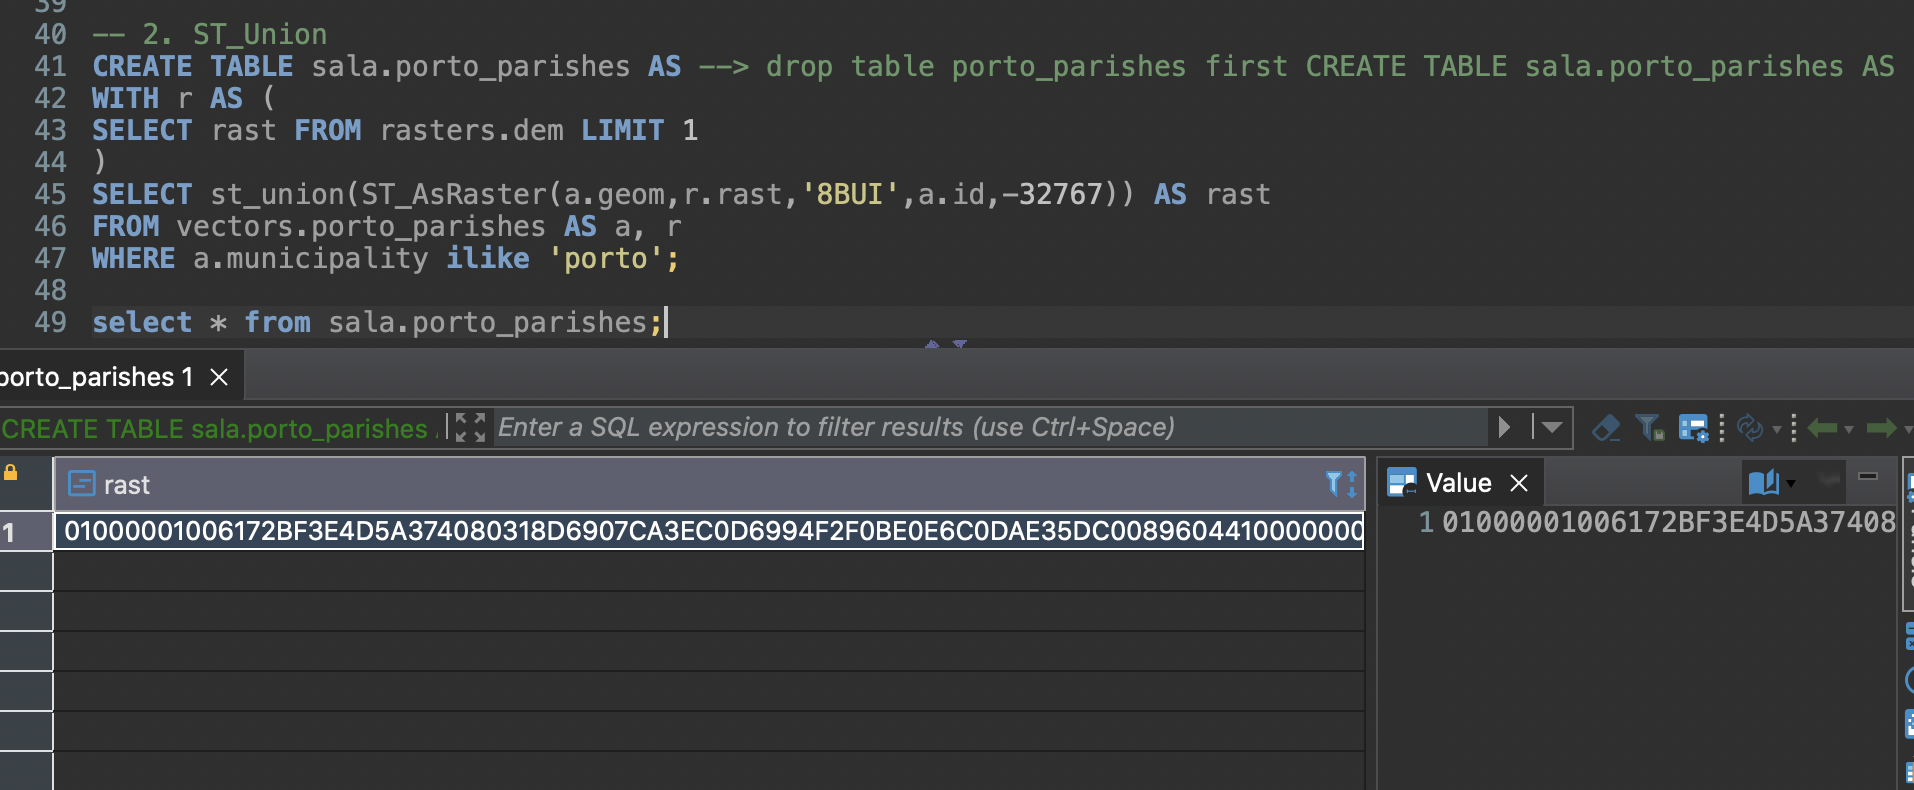 39
40 -- 2. ST_Union
41 CREATE TABLE sala.porto_parishes AS --> drop table porto_parishes first CREATE TABLE sala.porto_parishes AS
42 WITH r AS (
43 SELECT rast FROM rasters.dem LIMIT 1
44 )
45 SELECT st_union(ST_AsRaster(a.geom,r.rast,'8BUI',a.id,-32767)) AS rast
46 FROM vectors.porto_parishes AS a, r
47 WHERE a.municipality ilike 'porto';
48
49 select * from sala.porto_parishes;
porto_parishes 1
CREATE TABLE sala.porto_parishes
Enter a SQL expression to filter results (use Ctrl+Space)
rast
Value
1 01000001006172BF3E4D5A374080318D6907CA3EC0D6994F2F0BE0E6C0DAE35DC0089604410000000
1 01000001006172BF3E4D5A37408